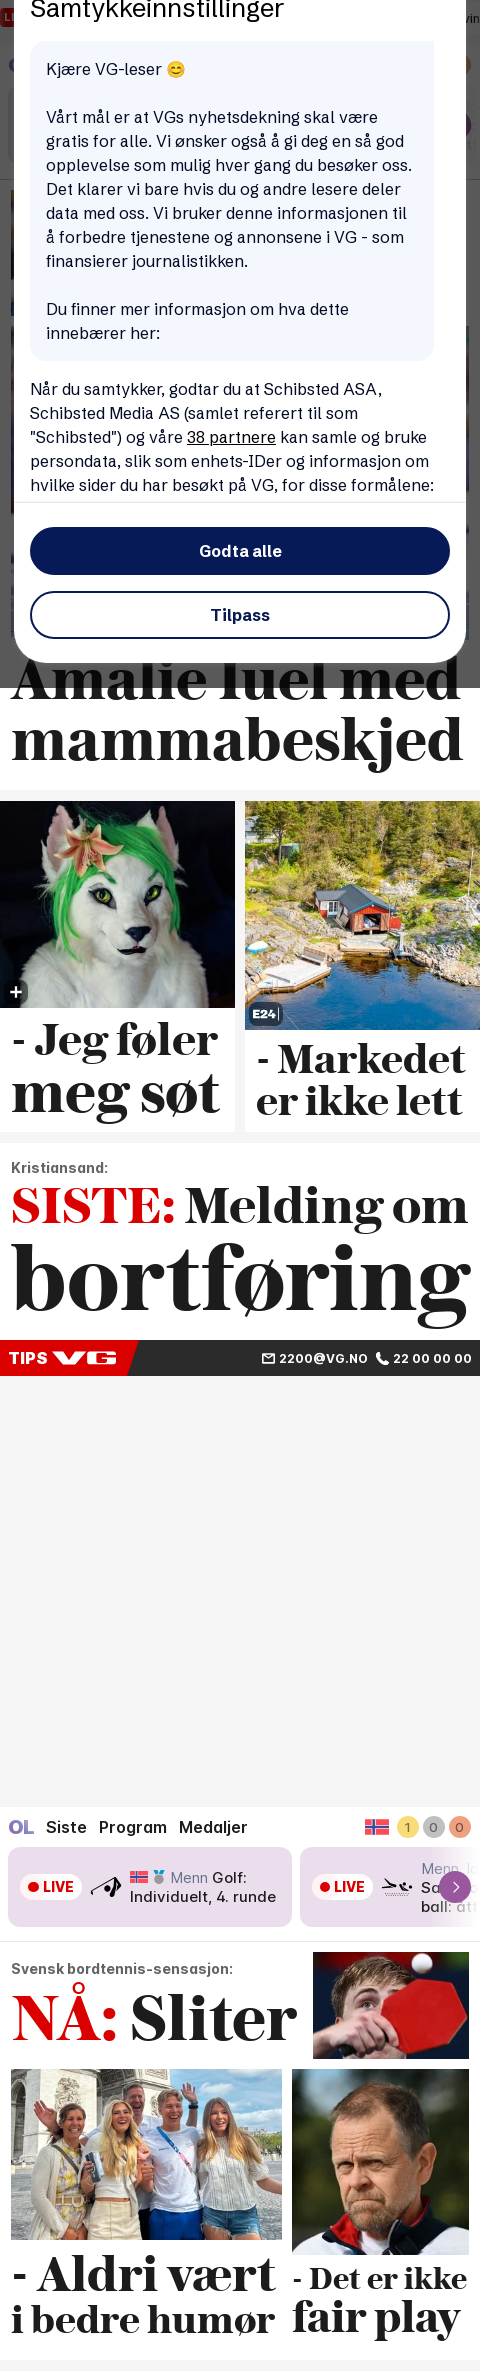 Samtykkeinnstillinger
Kjære VG-leser 😊
Vårt mål er at VGs nyhetsdekning skal være
gratis for alle. Vi ønsker også å gi deg en så god
opplevelse som mulig hver gang du besøker oss.
Det klarer vi bare hvis du og andre lesere deler
data med oss. Vi bruker denne informasjonen til
å forbedre tjenestene og annonsene i VG - som
finansierer journalistikken.
Du finner mer informasjon om hva dette
innebærer her:
Når du samtykker, godtar du at Schibsted ASA,
Schibsted Media AS (samlet referert til som
"Schibsted") og våre 38 partnere kan samle og bruke
persondata, slik som enhets-IDer og informasjon om
hvilke sider du har besøkt på VG, for disse formålene:
Godta alle
Tilpass
Amalie fuel med
mammabeskjed
- Jeg føler
meg søt
E24
- Markedet
er ikke lett
Kristiansand:
SISTE: Melding om
bortføring
TIPS VG
2200@VG.NO 22 00 00 00
OL Siste Program Medaljer 1 0 0
LIVE
Menn Golf:
Individuelt, 4. runde
LIVE
Menn
ball:
Svensk bordtennis-sensasjon:
NÅ: Sliter
- Aldri vært
i bedre humør
- Det er ikke
fair play